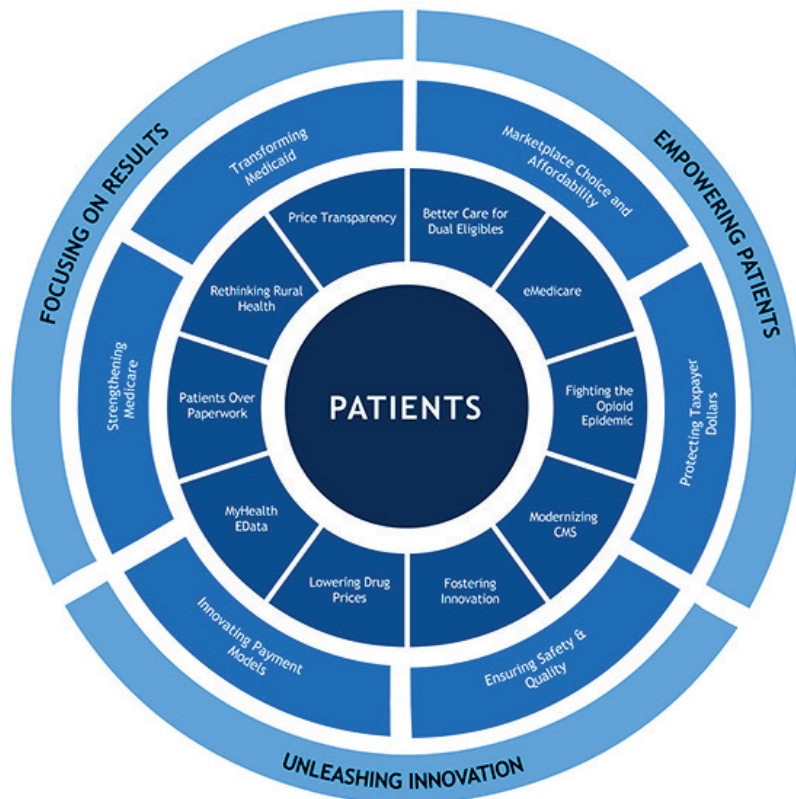 FOCUSING ON RESULTS
EMPOWERING PATIENTS
UNLEASHING INNOVATION
Transforming
Medicaid
Marketplace Choice and
Affordability
Protecting Taxpayer
Dollars
Ensuring Safety &
Quality
Innovating Payment
Models
Strengthening
Medicare
Price Transparency
Better Care for
Dual Eligibles
eMedicare
Fighting the
Opioid
Epidemic
Modernizing
CMS
Fostering
Innovation
Lowering Drug
Prices
MyHealth
EData
Patients Over
Paperwork
Rethinking Rural
Health
PATIENTS